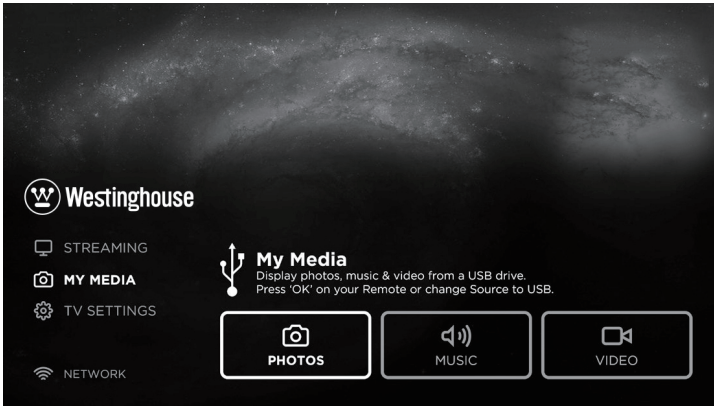 Westinghouse
STREAMING
MY MEDIA
TV SETTINGS
NETWORK
My Media
Display photos, music & video from a USB drive.
Press 'OK' on your Remote or change Source to USB.
PHOTOS
MUSIC
VIDEO